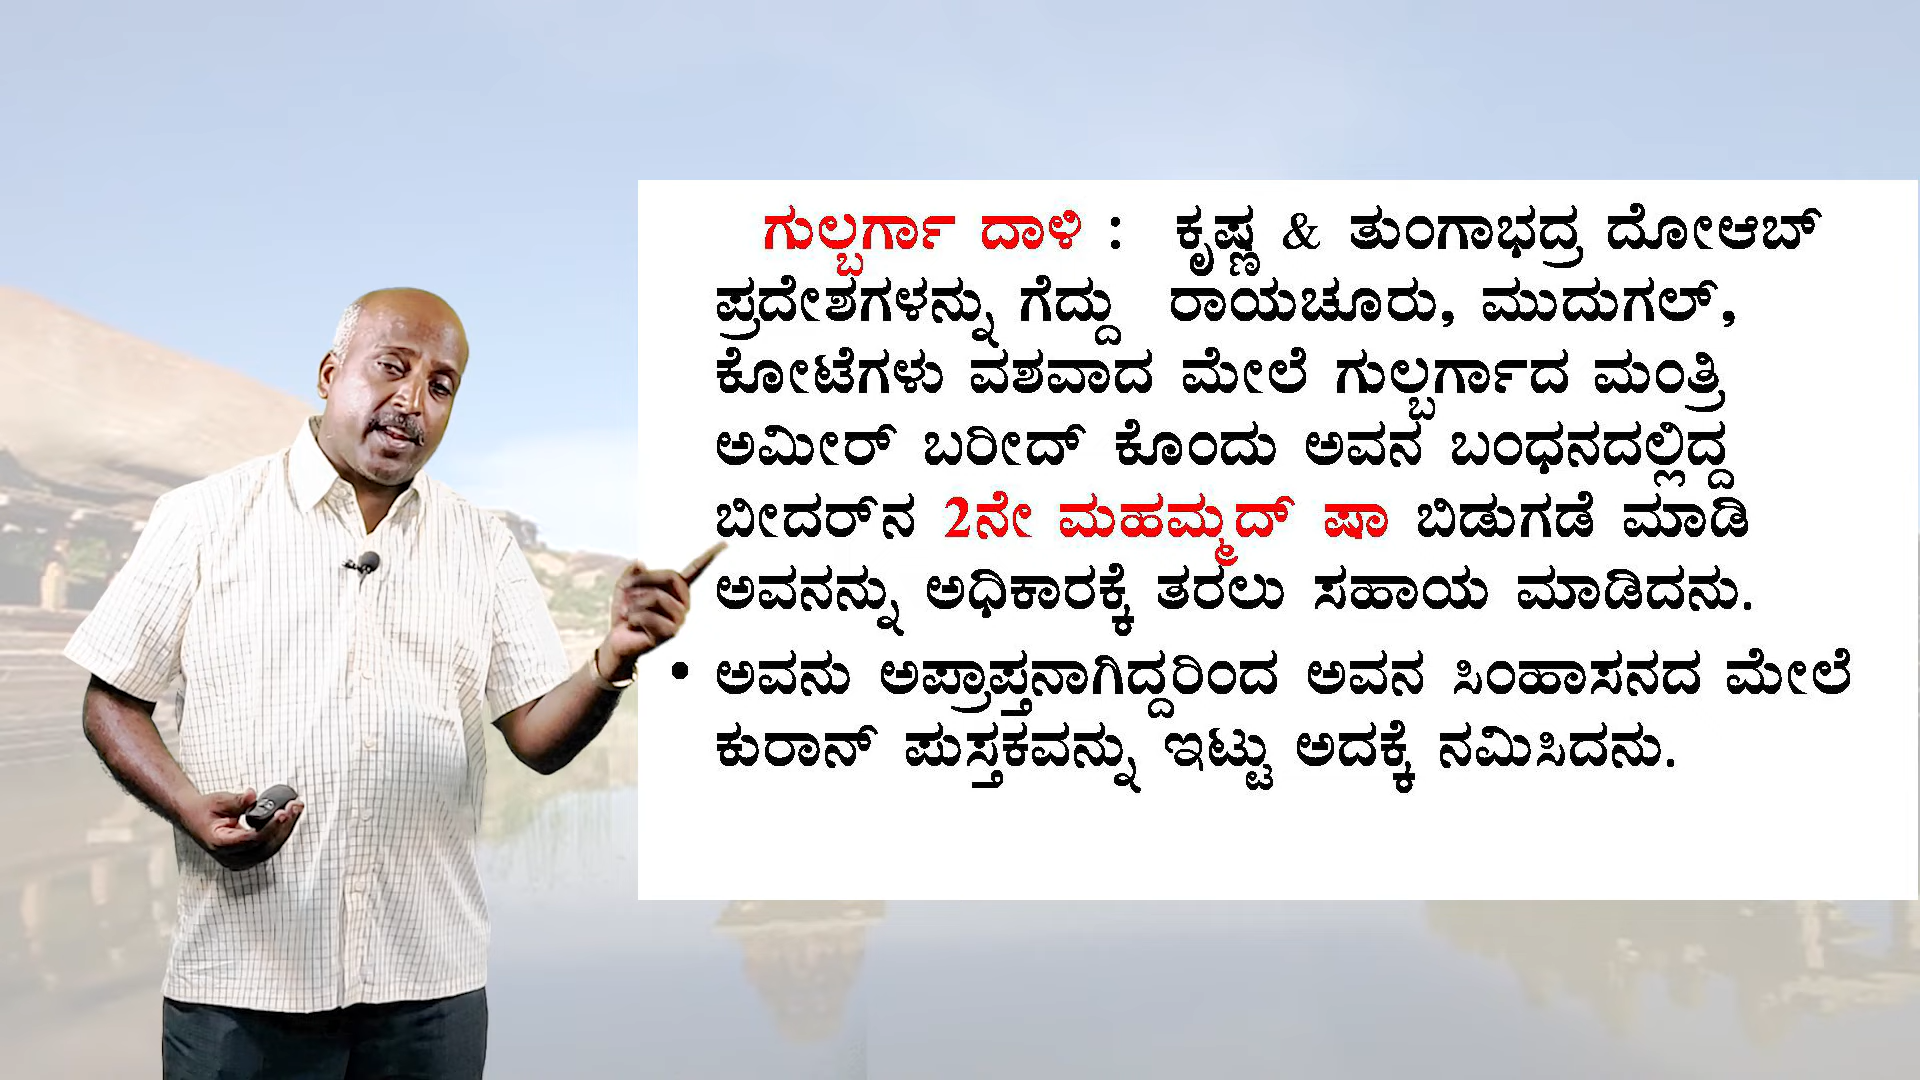 ಗುಲ್ಬರ್ಗಾ ದಾಳಿ : ಕೃಷ್ಣ & ತುಂಗಾಭದ್ರ ದೋಆಬ್
ಪ್ರದೇಶಗಳನ್ನು ಗೆದ್ದು ರಾಯಚೂರು, ಮುದುಗಲ್,
ಕೋಟೆಗಳು ವಶವಾದ ಮೇಲೆ ಗುಲ್ಬರ್ಗಾದ ಮಂತ್ರಿ
ಅಮೀರ್ ಬರೀದ್ ಕೊಂದು ಅವನ ಬಂಧನದಲ್ಲಿದ್ದ
ಬೀದರ್‌ನ 2ನೇ ಮಹಮ್ಮದ್ ಷಾ ಬಿಡುಗಡೆ ಮಾಡಿ
ಅವನನ್ನು ಅಧಿಕಾರಕ್ಕೆ ತರಲು ಸಹಾಯ ಮಾಡಿದನು.
• ಅವನು ಅಪ್ರಾಪ್ತನಾಗಿದ್ದರಿಂದ ಅವನ ಸಿಂಹಾಸನದ ಮೇಲೆ
ಕುರಾನ್ ಪುಸ್ತಕವನ್ನು ಇಟ್ಟು ಅದಕ್ಕೆ ನಮಿಸಿದನು.